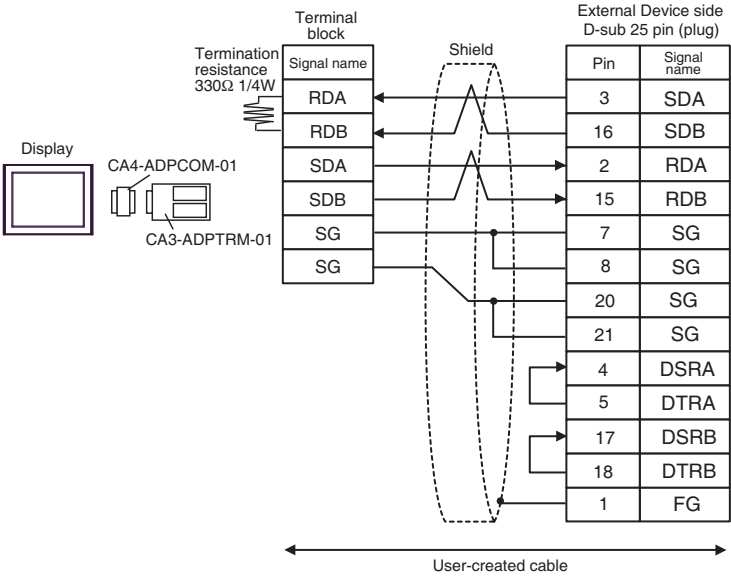 Terminal
block
External Device side
D-sub 25 pin (plug)
Termination
resistance
330Ω 1/4W
Shield
Signal name
Pin
Signal
name
RDA
3
SDA
RDB
16
SDB
Display
CA4-ADPCOM-01
CA3-ADPTRM-01
SDA
2
RDA
SDB
15
RDB
SG
7
SG
SG
8
SG
20
SG
21
SG
4
DSRA
5
DTRA
17
DSRB
18
DTRB
1
FG
User-created cable